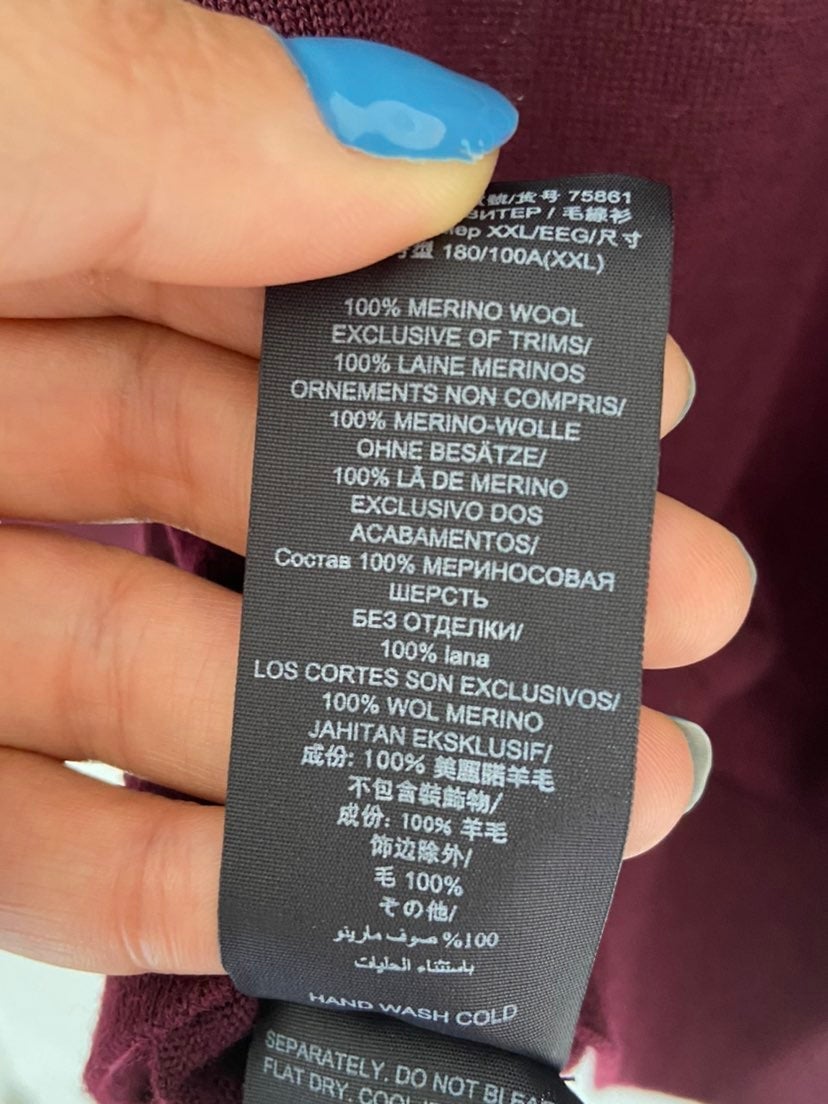 號/货号 75861
ВИТЕР / 毛線衫
мер XXL/EEG/尺寸
型 180/100A(XXL)
100% MERINO WOOL
EXCLUSIVE OF TRIMS/
100% LAINE MERINOS
ORNEMENTS NON COMPRIS/
100% MERINO-WOLLE
OHNE BESÄTZE/
100% LÃ DE MERINO
EXCLUSIVO DOS
ACABAMENTOS/
Состав 100% МЕРИНОСОВАЯ
ШЕРСТЬ
БЕЗ ОТДЕЛКИ/
100% lana
LOS CORTES SON EXCLUSIVOS/
100% WOL MERINO
JAHITAN EKSKLUSIF/
成份: 100% 美麗諾羊毛
不包含裝飾物/
成份: 100% 羊毛
饰边除外/
毛 100%
その他/
100% صوف مارينو
باستثناء الحليات
HAND WASH COLD
SEPARATELY. DO NOT BLEAC
FLAT DRY. COOL